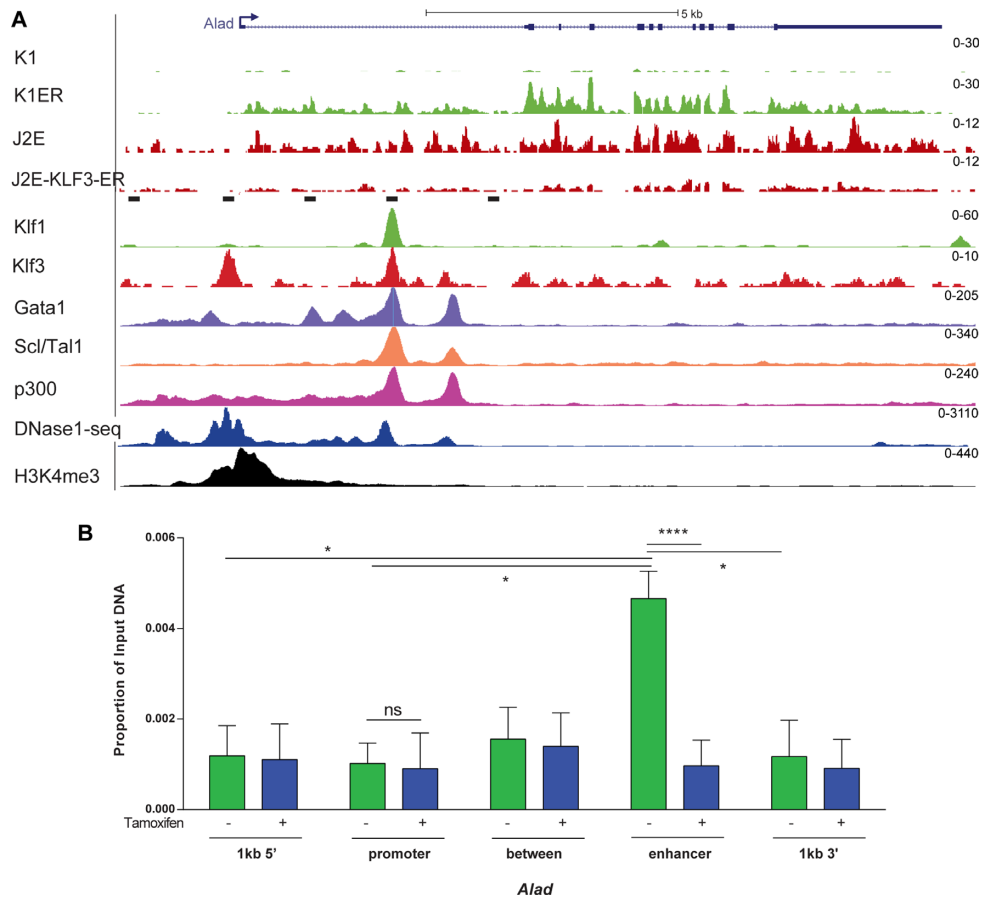 A
Alad
5 kb
K1
0-30
K1ER
0-30
J2E
0-12
J2E-KLF3-ER
0-12
Klf1
0-60
Klf3
0-10
Gata1
0-205
Scl/Tal1
0-340
p300
0-240
DNase1-seq
0-3110
H3K4me3
0-440
B
Proportion of Input DNA
0.006
0.004
0.002
0.000
****
*
*
*
ns
Tamoxifen - + - + - + - + - +
1kb 5' promoter between enhancer 1kb 3'
Alad